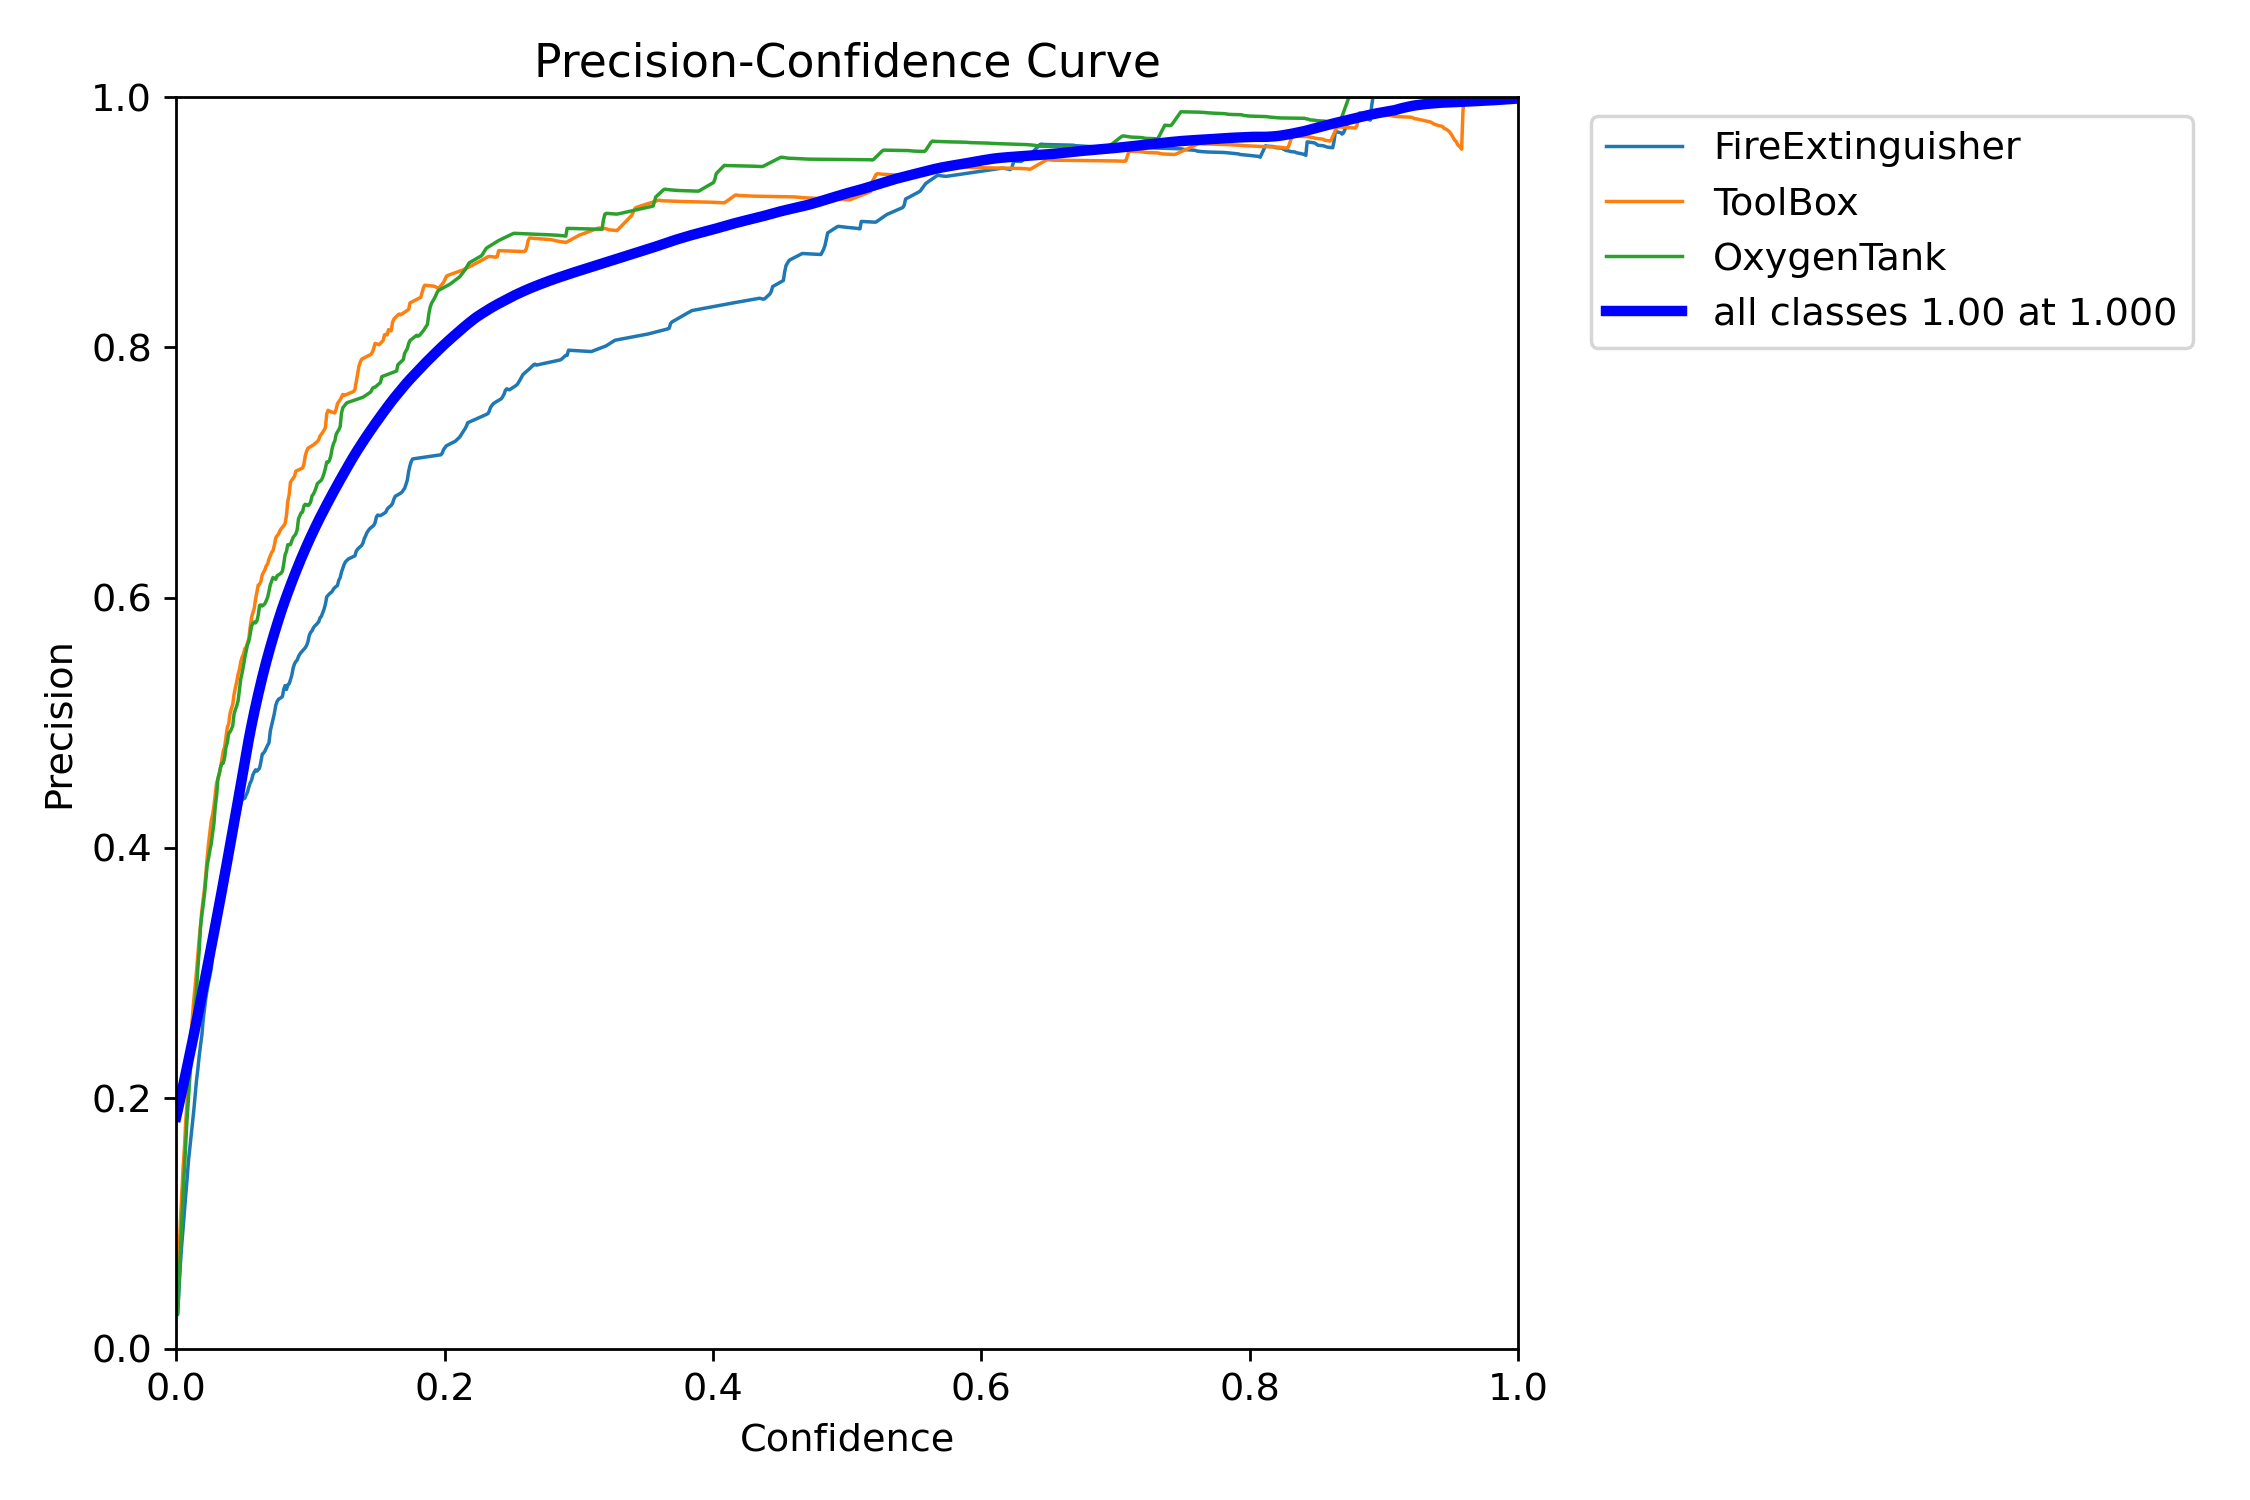 Precision-Confidence Curve
1.0
0.8
0.6
0.4
0.2
0.0
Precision
0.0 0.2 0.4 0.6 0.8 1.0
Confidence
FireExtinguisher
ToolBox
OxygenTank
all classes 1.00 at 1.000